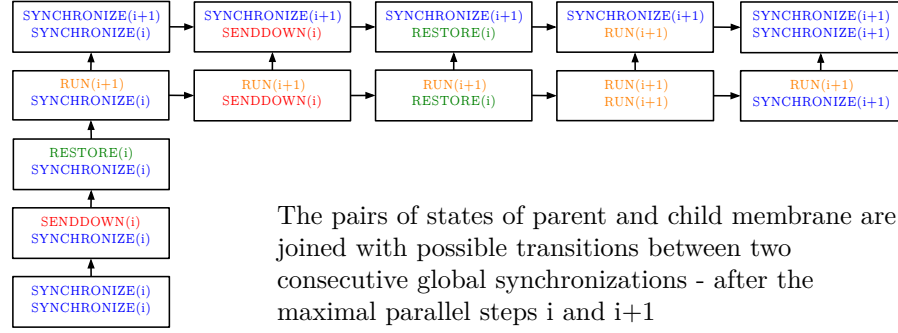 SYNCHRONIZE(i+1)
SYNCHRONIZE(i)
SYNCHRONIZE(i+1)
SENDDOWN(i)
SYNCHRONIZE(i+1)
RESTORE(i)
SYNCHRONIZE(i+1)
RUN(i+1)
SYNCHRONIZE(i+1)
SYNCHRONIZE(i+1)
RUN(i+1)
SYNCHRONIZE(i)
RUN(i+1)
SENDDOWN(i)
RUN(i+1)
RESTORE(i)
RUN(i+1)
RUN(i+1)
RUN(i+1)
SYNCHRONIZE(i+1)
RESTORE(i)
SYNCHRONIZE(i)
SENDDOWN(i)
SYNCHRONIZE(i)
SYNCHRONIZE(i)
SYNCHRONIZE(i)
The pairs of states of parent and child membrane are
joined with possible transitions between two
consecutive global synchronizations - after the
maximal parallel steps i and i+1